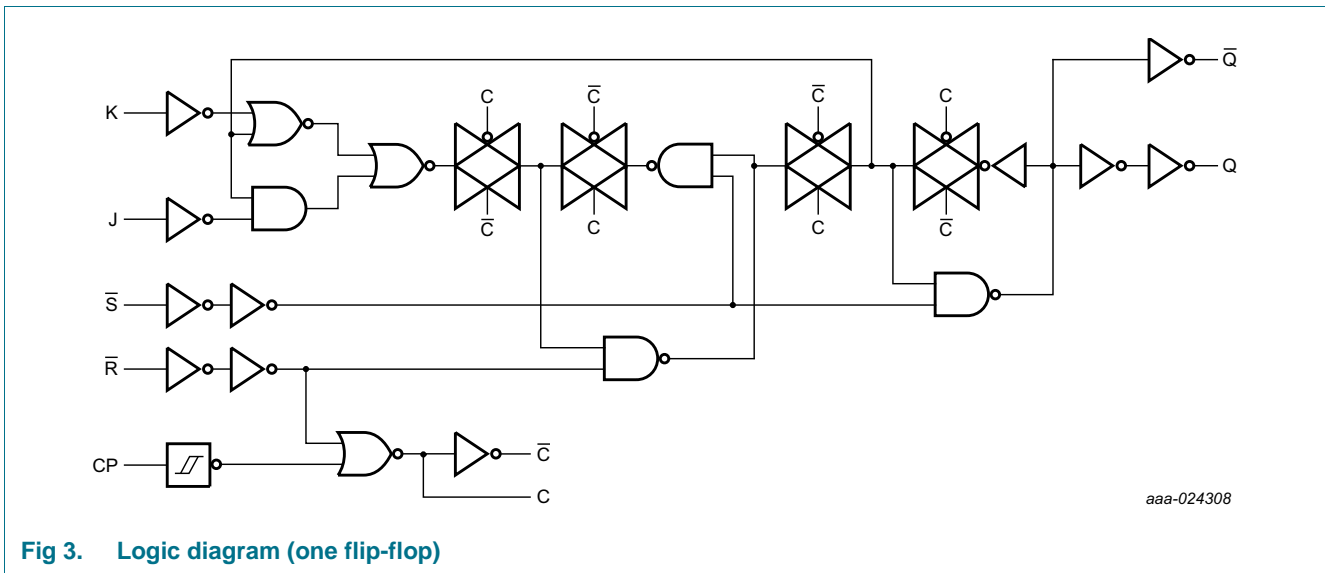 C
C̅
C̅
C
Q̅
K
Q
J
C̅
C
C
C̅
S̅
R̅
C̅
CP
C
aaa-024308
Fig 3. Logic diagram (one flip-flop)